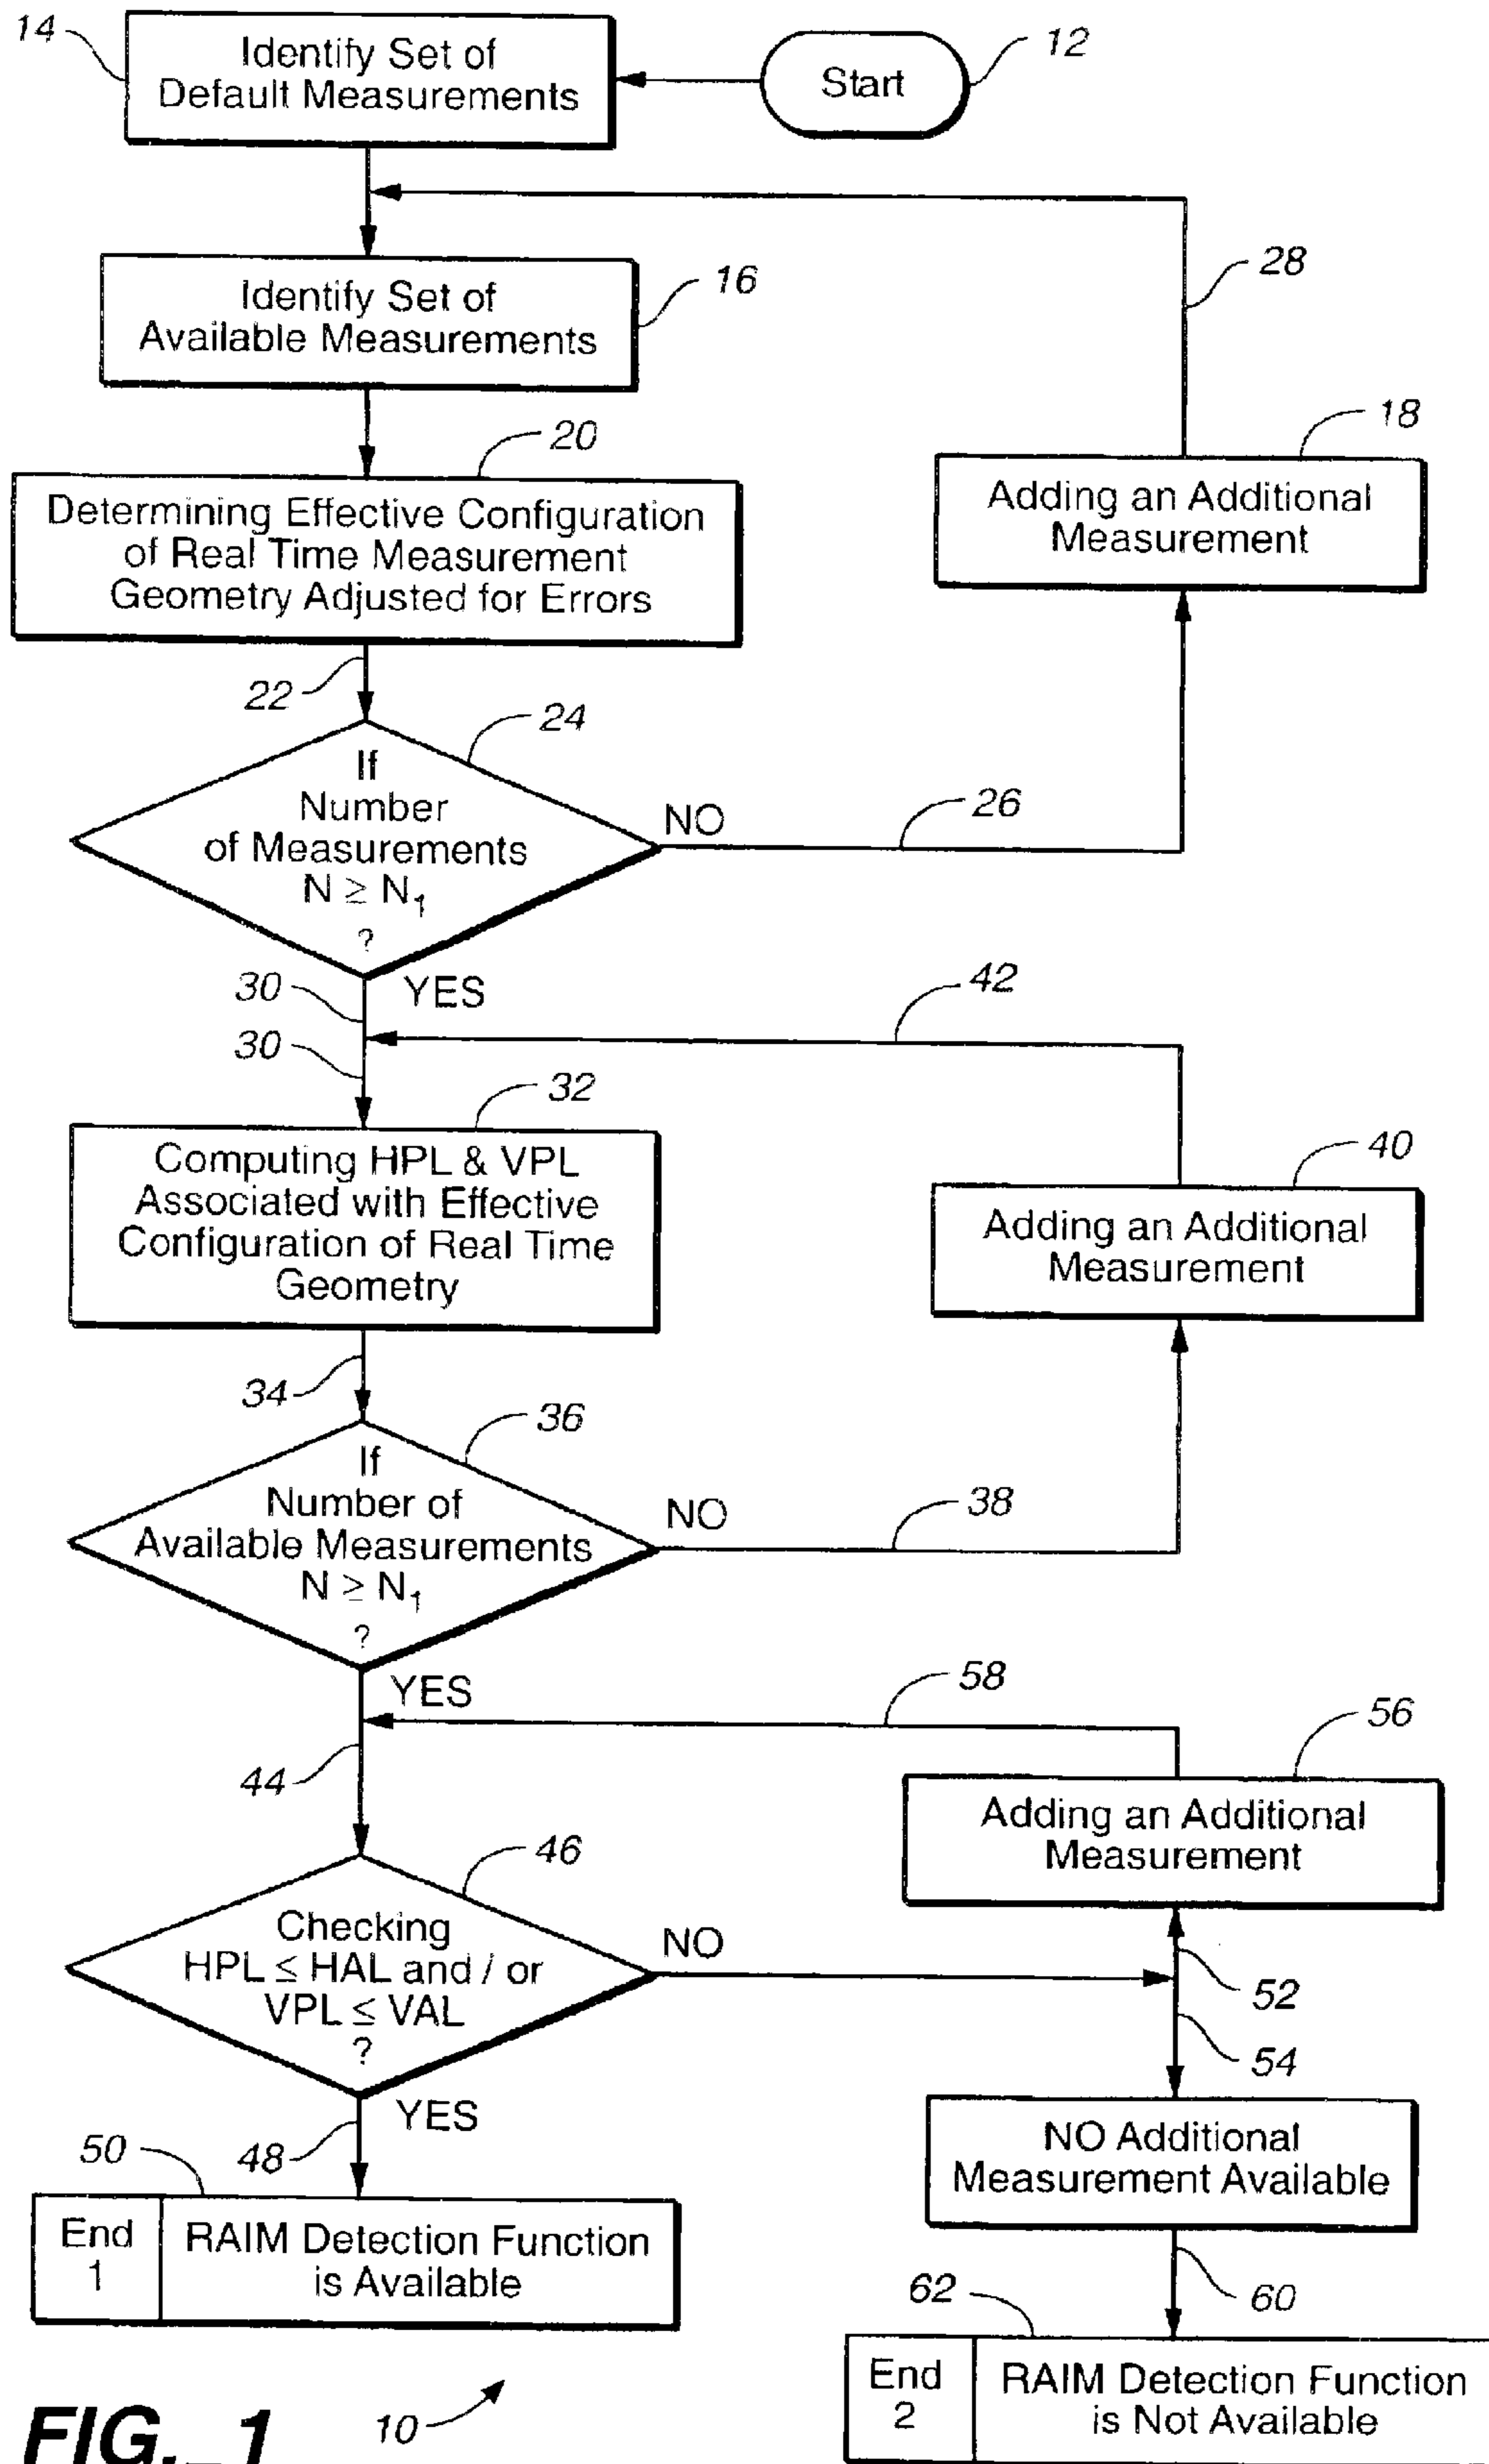 14
Identify Set of
Default Measurements
Start
12
28
Identify Set of
Available Measurements
16
20
18
Determining Effective Configuration
of Real Time Measurement
Geometry Adjusted for Errors
Adding an Additional
Measurement
22
24
If
Number
of Measurements
N ≥ N1
?
NO
26
YES
30
30
42
32
Computing HPL & VPL
Associated with Effective
Configuration of Real Time
Geometry
40
Adding an Additional
Measurement
34
36
If
Number of
Available Measurements
N ≥ N1
?
NO
38
YES
58
44
56
Adding an Additional
Measurement
46
Checking
HPL ≤ HAL and / or
VPL ≤ VAL
?
NO
52
54
YES
48
NO Additional
Measurement Available
50
End
1
RAIM Detection Function
is Available
60
62
End
2
RAIM Detection Function
is Not Available
FIG._1
10